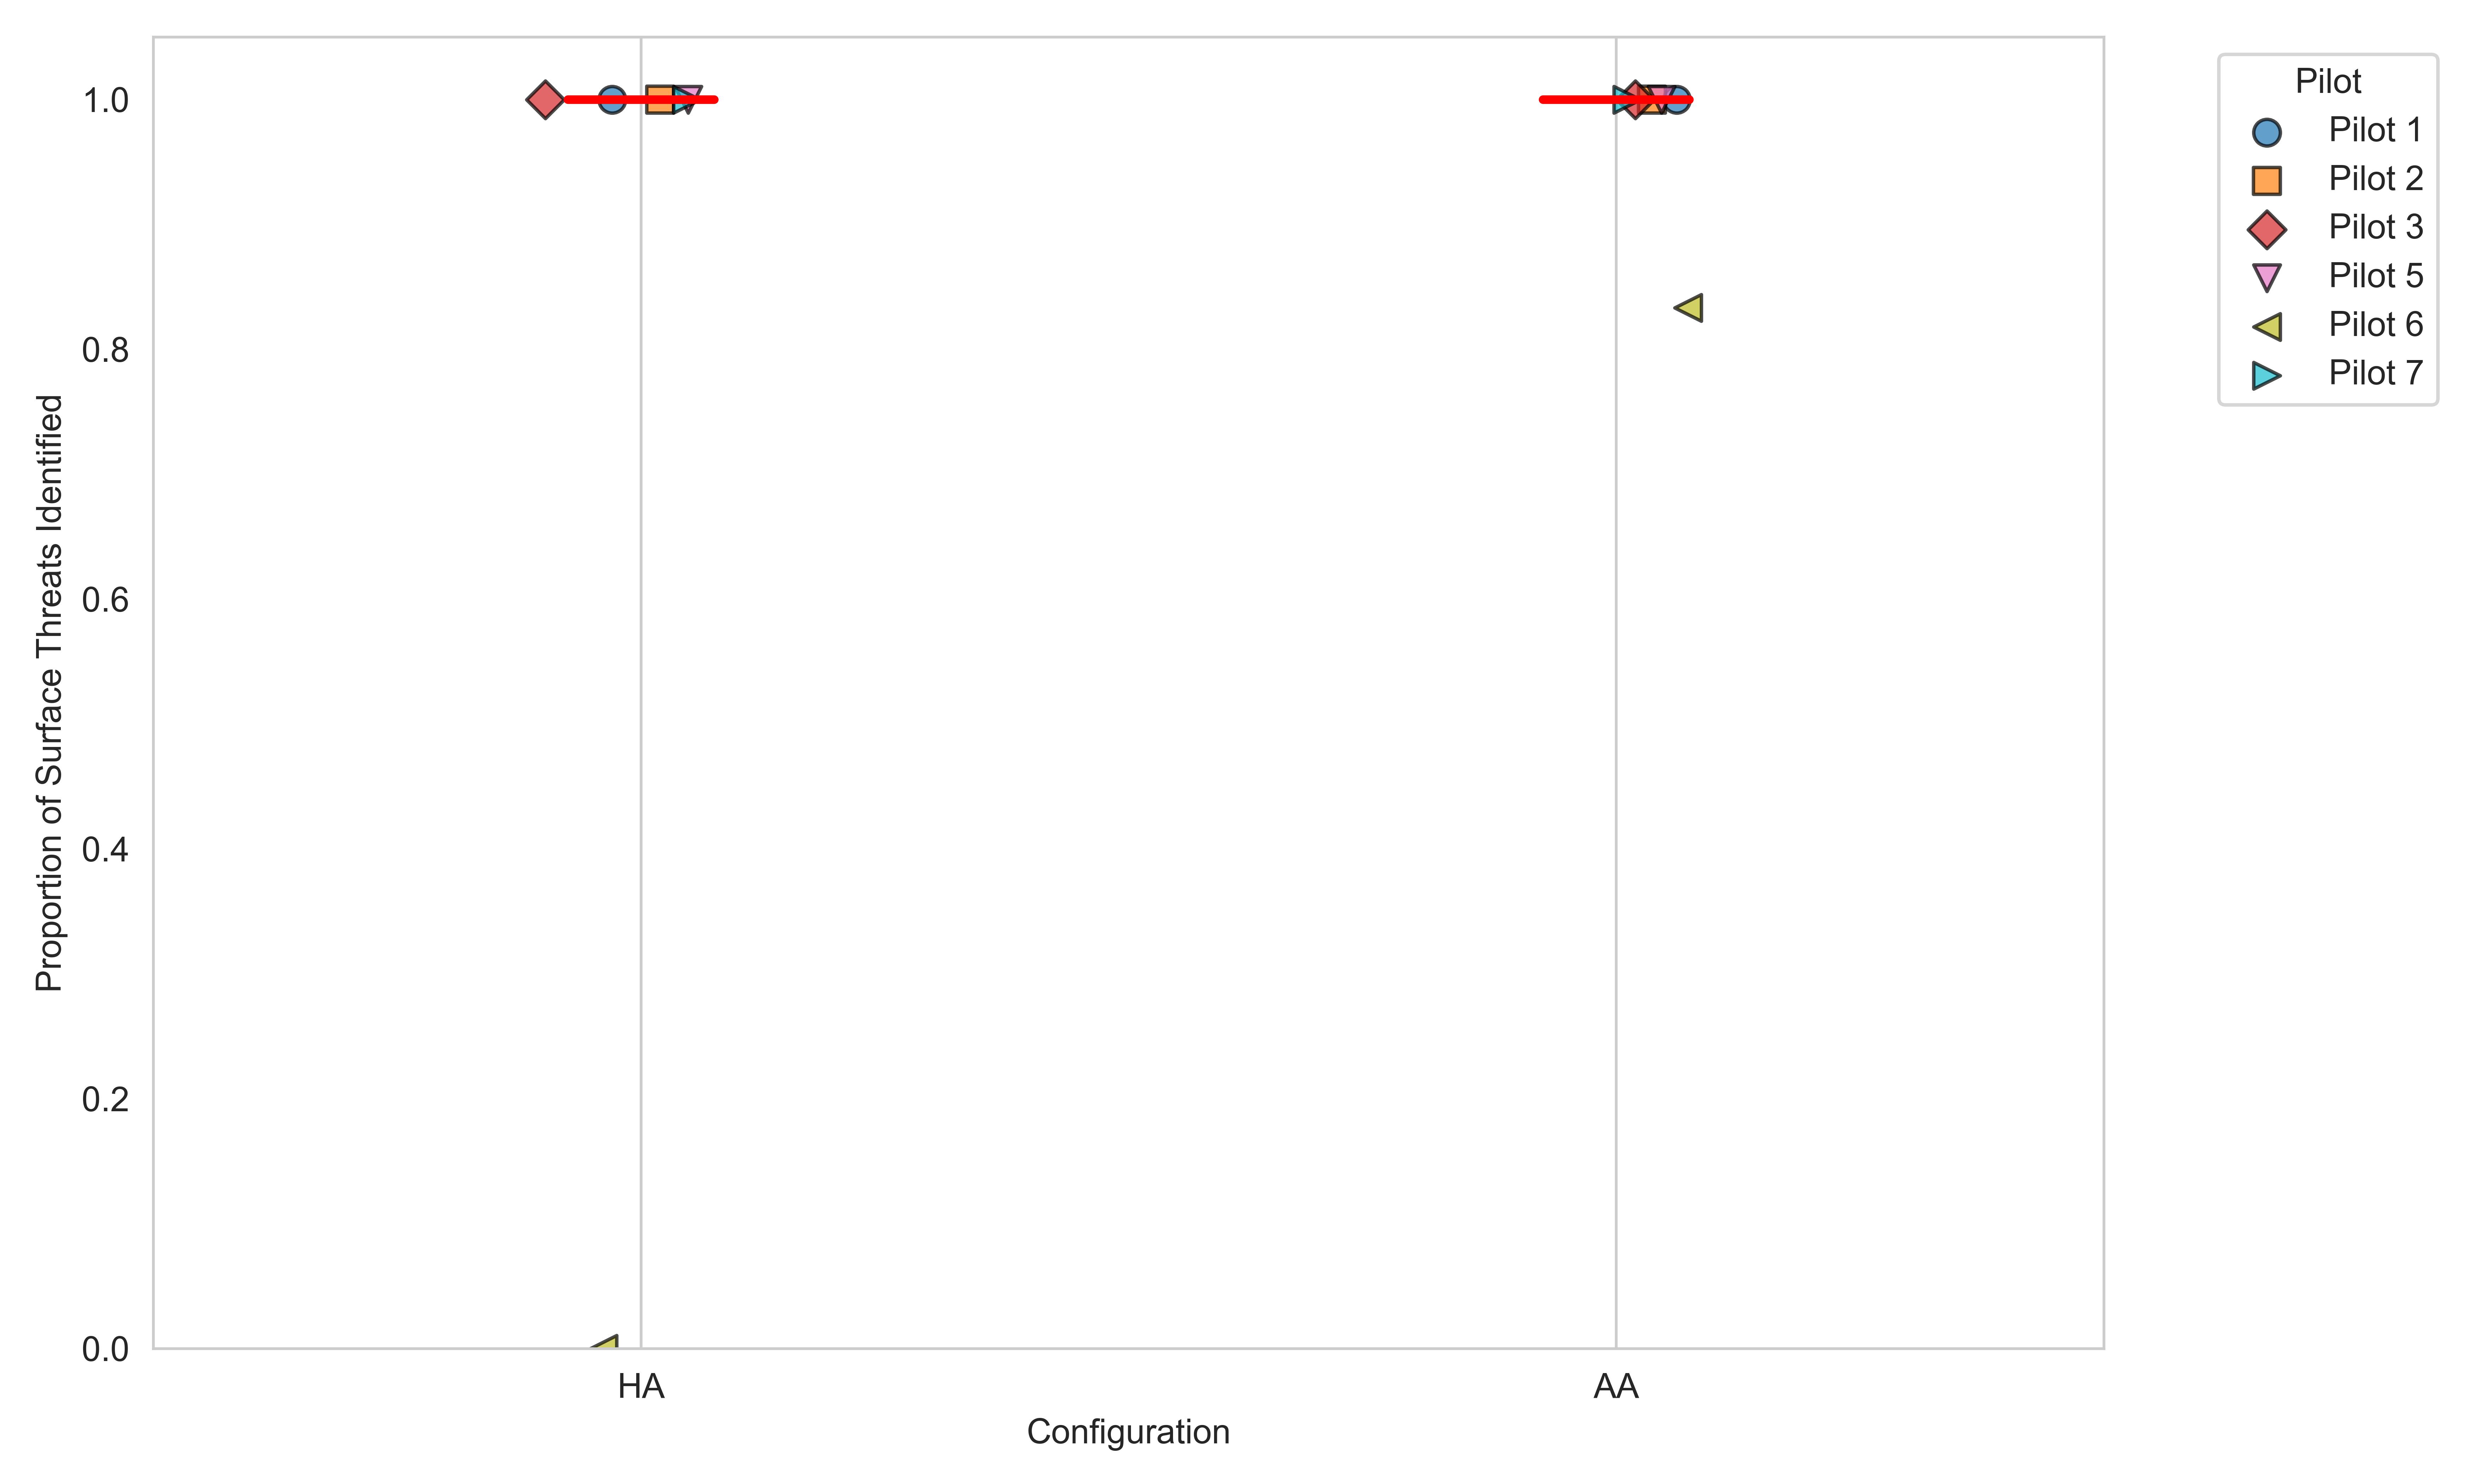 1.0
0.8
0.6
0.4
0.2
0.0
Proportion of Surface Threats Identified
HA
AA
Configuration
Pilot
Pilot 1
Pilot 2
Pilot 3
Pilot 5
Pilot 6
Pilot 7